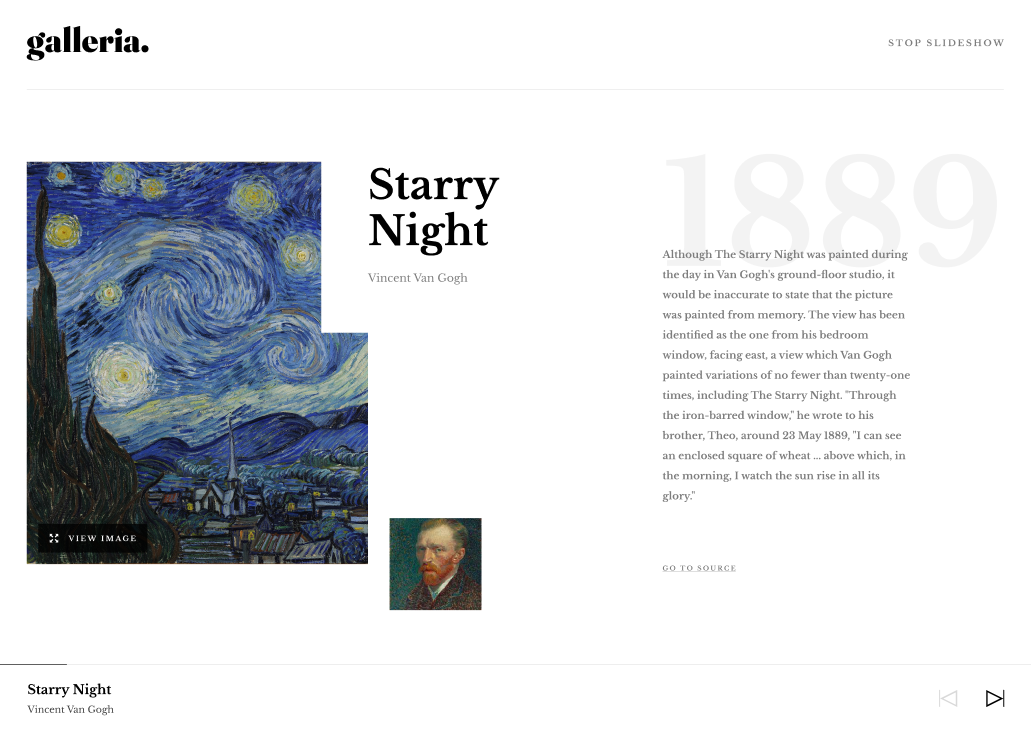 galleria.
STOP SLIDESHOW
Starry
Night
Vincent Van Gogh
1889
Although The Starry Night was painted during
the day in Van Gogh's ground-floor studio, it
would be inaccurate to state that the picture
was painted from memory. The view has been
identified as the one from his bedroom
window, facing east, a view which Van Gogh
painted variations of no fewer than twenty-one
times, including The Starry Night. "Through
the iron-barred window," he wrote to his
brother, Theo, around 23 May 1889, "I can see
an enclosed square of wheat ... above which, in
the morning, I watch the sun rise in all its
glory."
VIEW IMAGE
GO TO SOURCE
Starry Night
Vincent Van Gogh